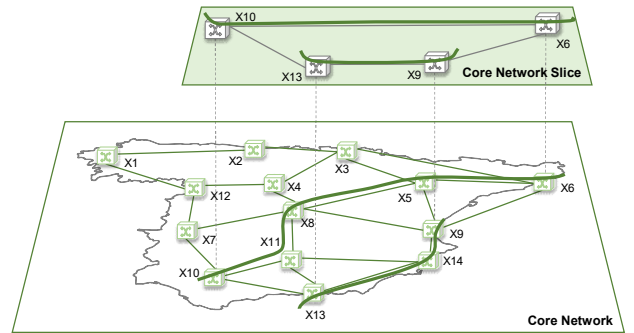 X10
X6
X13
X9
Core Network Slice
X1
X2
X3
X4
X12
X5
X6
X8
X7
X11
X9
X14
X10
X13
Core Network